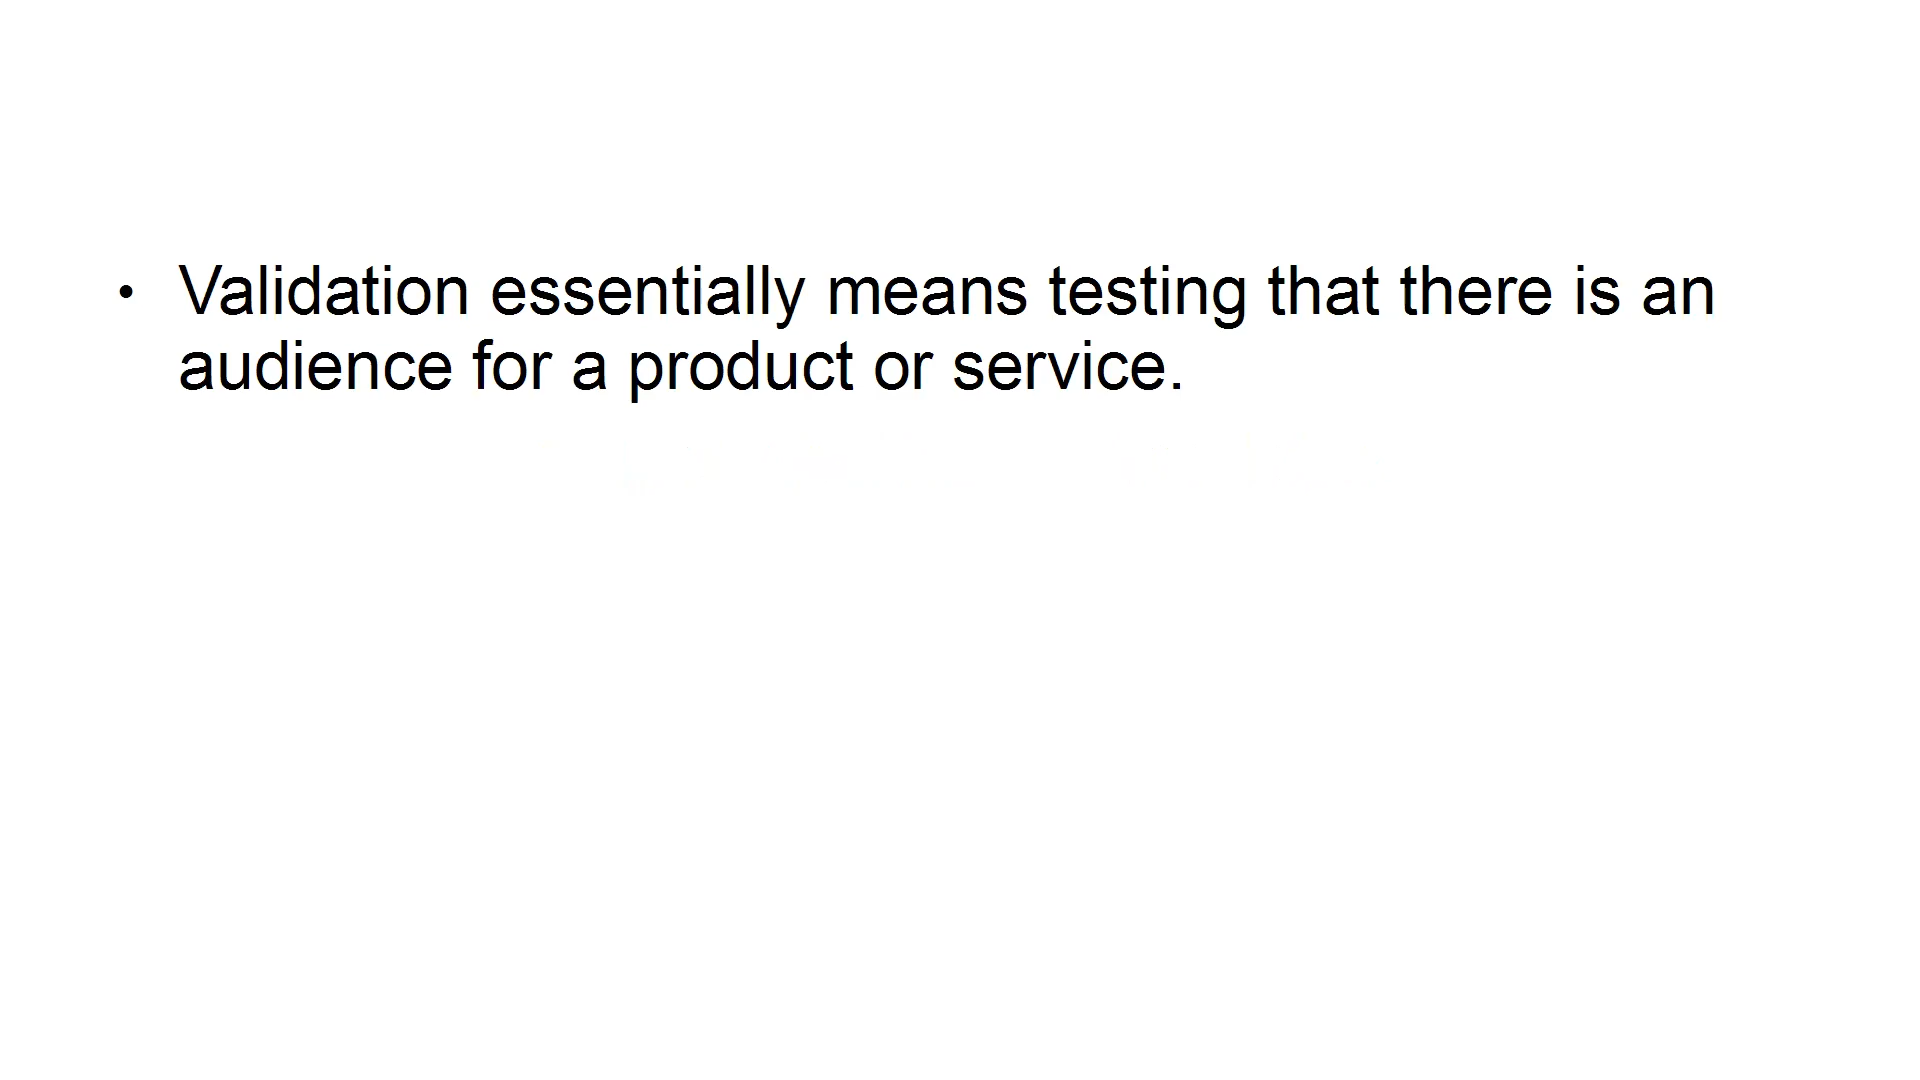 • Validation essentially means testing that there is an
audience for a product or service.